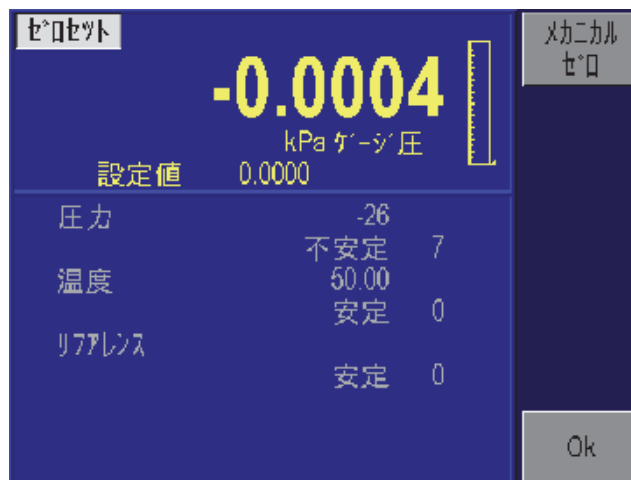 ゼロセット
-0.0004
kPa ゲージ圧
設定値 0.0000
圧力 -26
不安定 7
温度 50.00
安定 0
リファレンス
安定 0
メカニカル
ゼロ
Ok